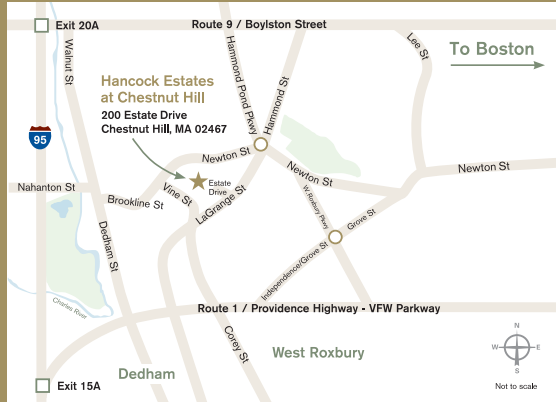 Exit 20A
Route 9 / Boylston Street
Walnut St
Hammond Pond Pkwy
Hammond St
Lee St
To Boston
Hancock Estates
at Chestnut Hill
200 Estate Drive
Chestnut Hill, MA 02467
95
Newton St
Newton St
Newton St
Nahanton St
Brookline St
Vine St
Estate
Drive
LaGrange St
W. Roxbury Pkwy
Grove St
Independence/Grove St
Dedham St
Charles River
Route 1 / Providence Highway - VFW Parkway
Corey St
West Roxbury
Dedham
Exit 15A
N
W
E
S
Not to scale